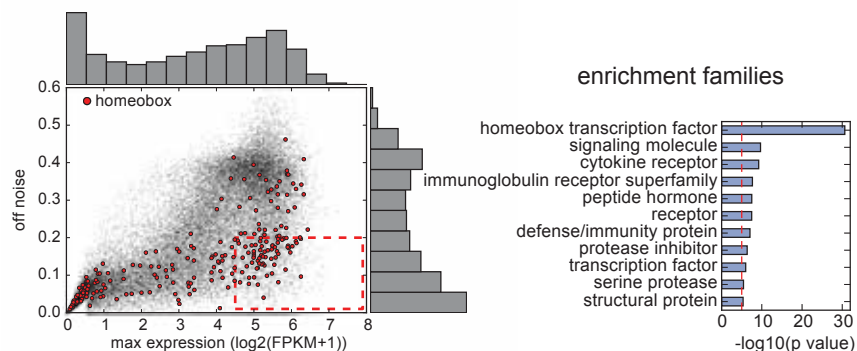 homeobox
0.6
0.5
0.4
0.3
0.2
0.1
0.0
off noise
0 1 2 3 4 5 6 7 8
max expression (log2(FPKM+1))
enrichment families
homeobox transcription factor
signaling molecule
cytokine receptor
immunoglobulin receptor superfamily
peptide hormone
receptor
defense/immunity protein
protease inhibitor
transcription factor
serine protease
structural protein
0 10 20 30
-log10(p value)